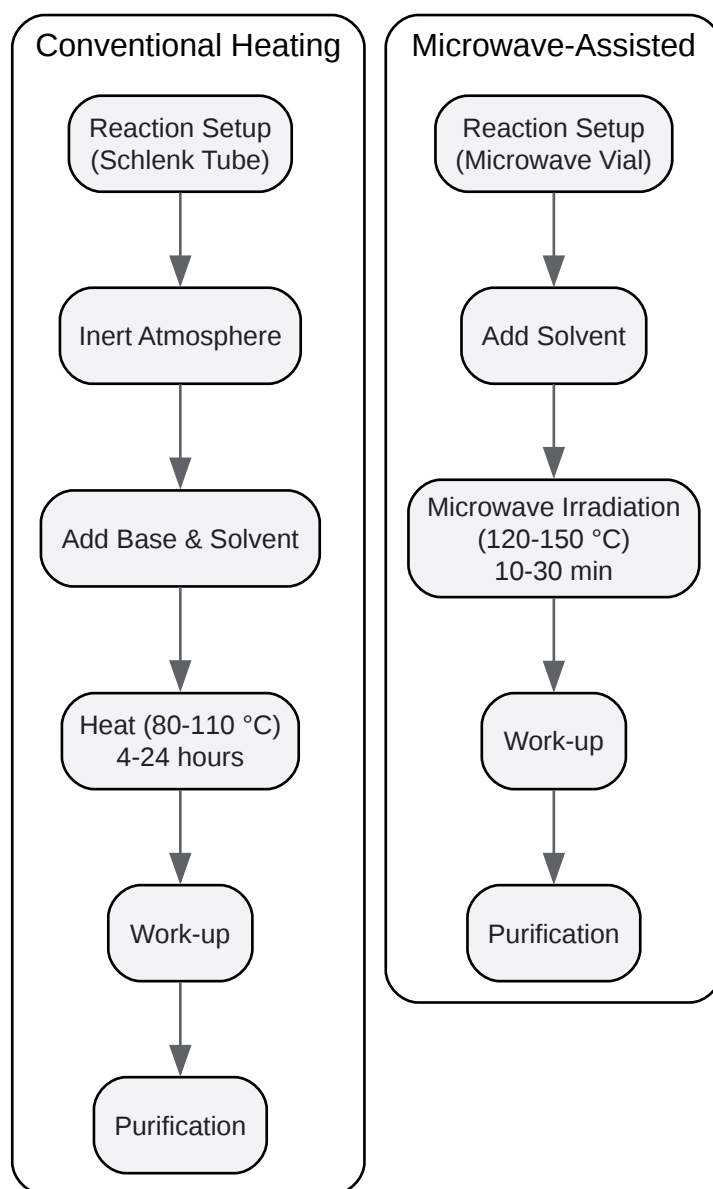 Conventional Heating
Reaction Setup
(Schlenk Tube)
Inert Atmosphere
Add Base & Solvent
Heat (80-110 °C)
4-24 hours
Work-up
Purification
Microwave-Assisted
Reaction Setup
(Microwave Vial)
Add Solvent
Microwave Irradiation
(120-150 °C)
10-30 min
Work-up
Purification